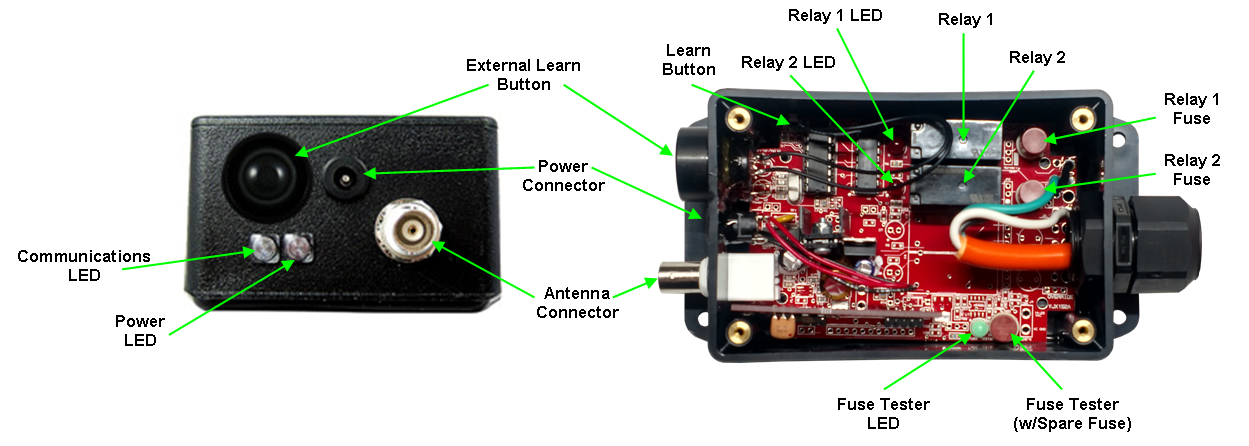 External Learn
Button
Power
Connector
Antenna
Connector
Communications
LED
Power
LED
Learn
Button
Relay 1 LED
Relay 2 LED
Relay 1
Relay 2
Relay 1
Fuse
Relay 2
Fuse
Fuse Tester
LED
Fuse Tester
(w/Spare Fuse)